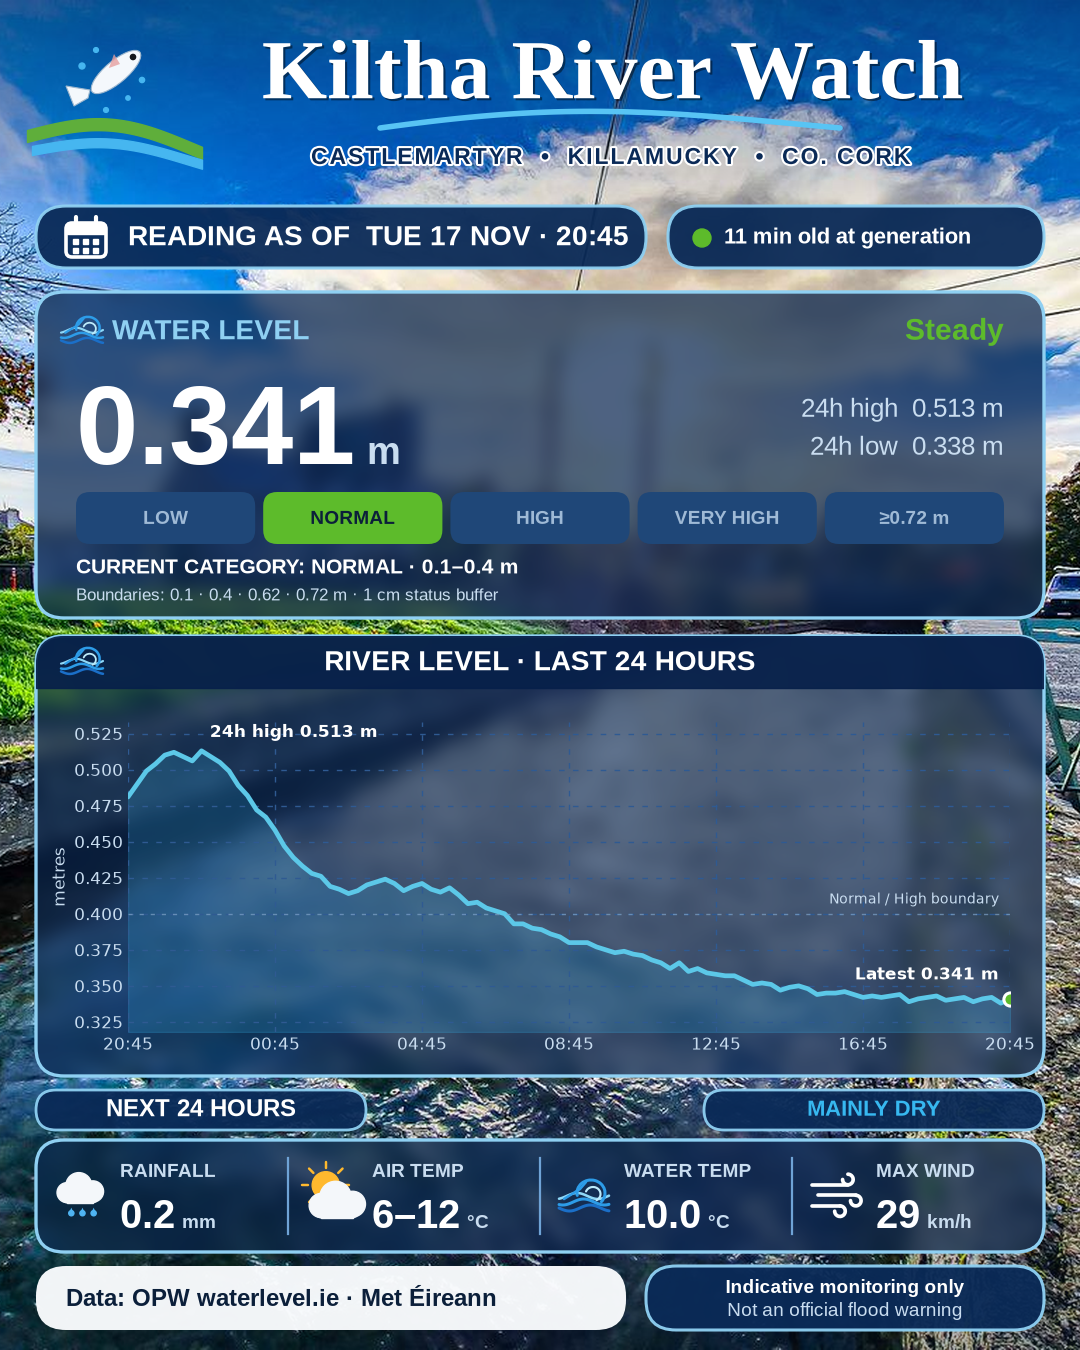 Kiltha River Watch
CASTLEMARTYR • KILLAMUCKY • CO. CORK
READING AS OF TUE 17 NOV · 20:45
11 min old at generation
WATER LEVEL
Steady
0.341 m
24h high 0.513 m
24h low 0.338 m
LOW
NORMAL
HIGH
VERY HIGH
≥0.72 m
CURRENT CATEGORY: NORMAL · 0.1–0.4 m
Boundaries: 0.1 · 0.4 · 0.62 · 0.72 m · 1 cm status buffer
RIVER LEVEL · LAST 24 HOURS
metres
0.525
0.500
0.475
0.450
0.425
0.400
0.375
0.350
0.325
24h high 0.513 m
Normal / High boundary
Latest 0.341 m
20:45 00:45 04:45 08:45 12:45 16:45 20:45
NEXT 24 HOURS
MAINLY DRY
RAINFALL
0.2 mm
AIR TEMP
6–12 °C
WATER TEMP
10.0 °C
MAX WIND
29 km/h
Data: OPW waterlevel.ie · Met Éireann
Indicative monitoring only
Not an official flood warning